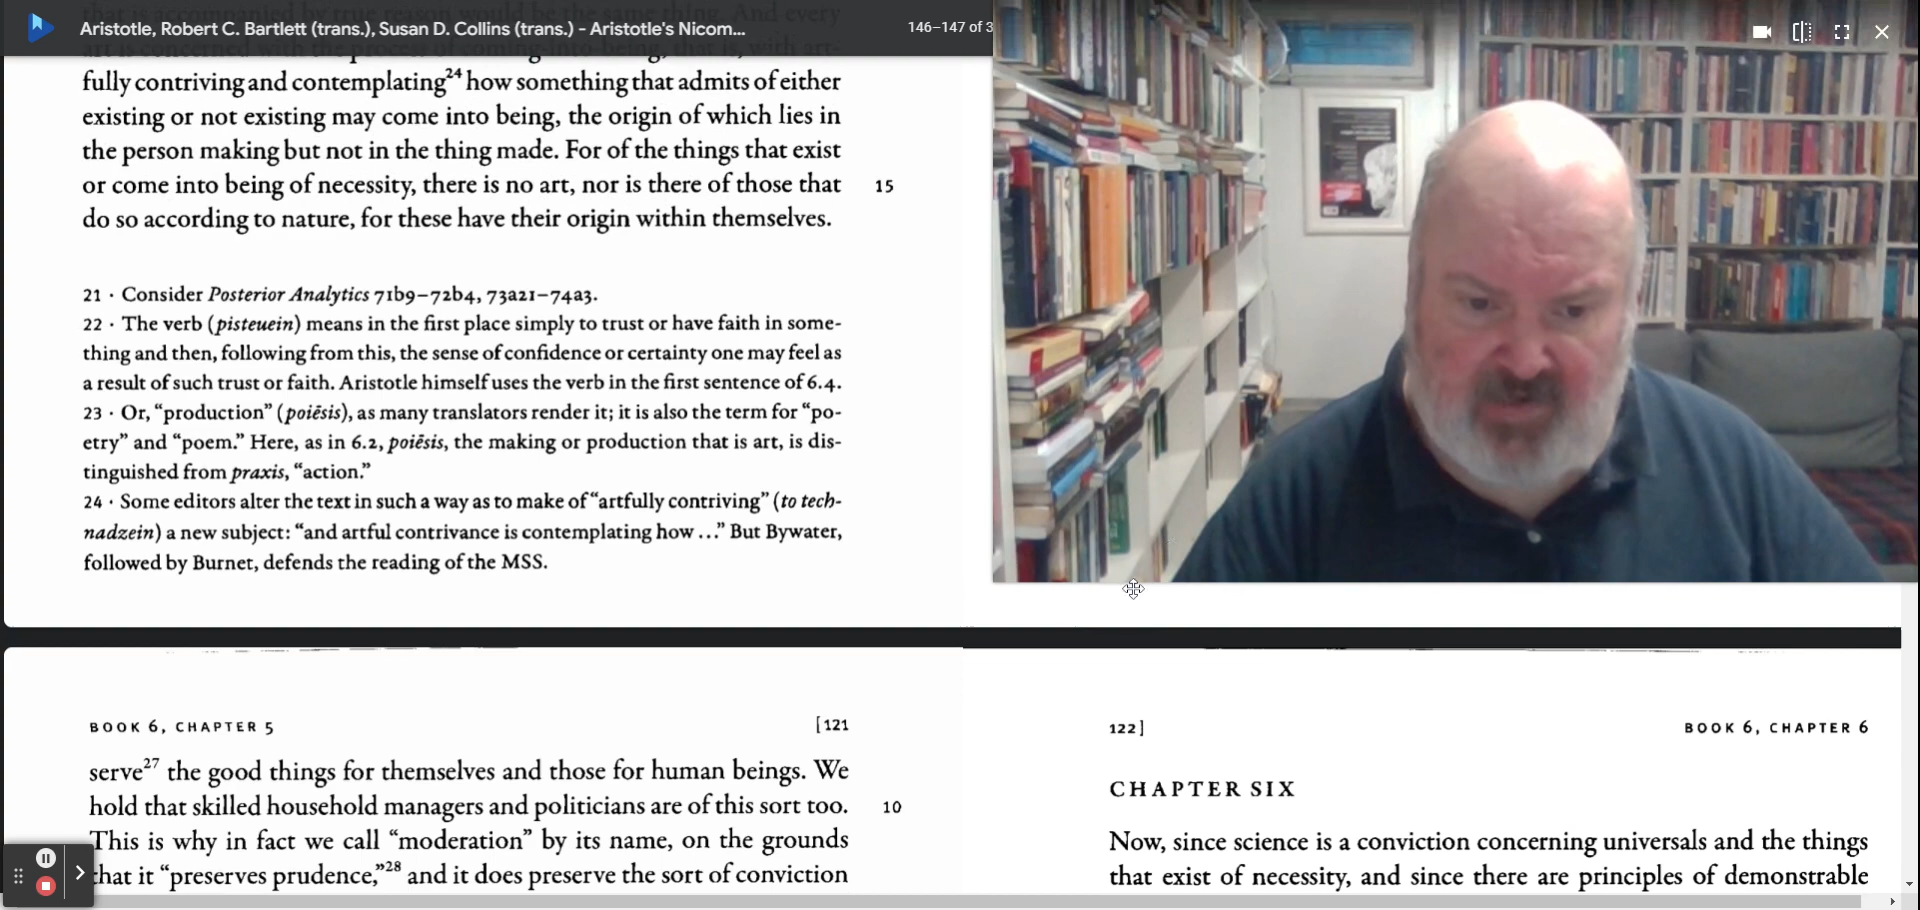 that is accompanied by true reason would be the same thing. And every
Aristotle, Robert C. Bartlett (trans.), Susan D. Collins (trans.) - Aristotle's Nicom...
146–147 of 3
fully contriving and contemplating²⁴ how something that admits of either
existing or not existing may come into being, the origin of which lies in
the person making but not in the thing made. For of the things that exist
or come into being of necessity, there is no art, nor is there of those that
15
do so according to nature, for these have their origin within themselves.
21 · Consider Posterior Analytics 71b9–72b4, 73a21–74a3.
22 · The verb (pisteuein) means in the first place simply to trust or have faith in some-
thing and then, following from this, the sense of confidence or certainty one may feel as
a result of such trust or faith. Aristotle himself uses the verb in the first sentence of 6.4.
23 · Or, “production” (poiēsis), as many translators render it; it is also the term for “po-
etry” and “poem.” Here, as in 6.2, poiēsis, the making or production that is art, is dis-
tinguished from praxis, “action.”
24 · Some editors alter the text in such a way as to make of “artfully contriving” (to tech-
nadzein) a new subject: “and artful contrivance is contemplating how ...” But Bywater,
followed by Burnet, defends the reading of the MSS.
BOOK 6, CHAPTER 5
[121
serve²⁷ the good things for themselves and those for human beings. We
hold that skilled household managers and politicians are of this sort too.
10
This is why in fact we call “moderation” by its name, on the grounds
that it “preserves prudence,”²⁸ and it does preserve the sort of conviction
122]
BOOK 6, CHAPTER 6
CHAPTER SIX
Now, since science is a conviction concerning universals and the things
that exist of necessity, and since there are principles of demonstrable